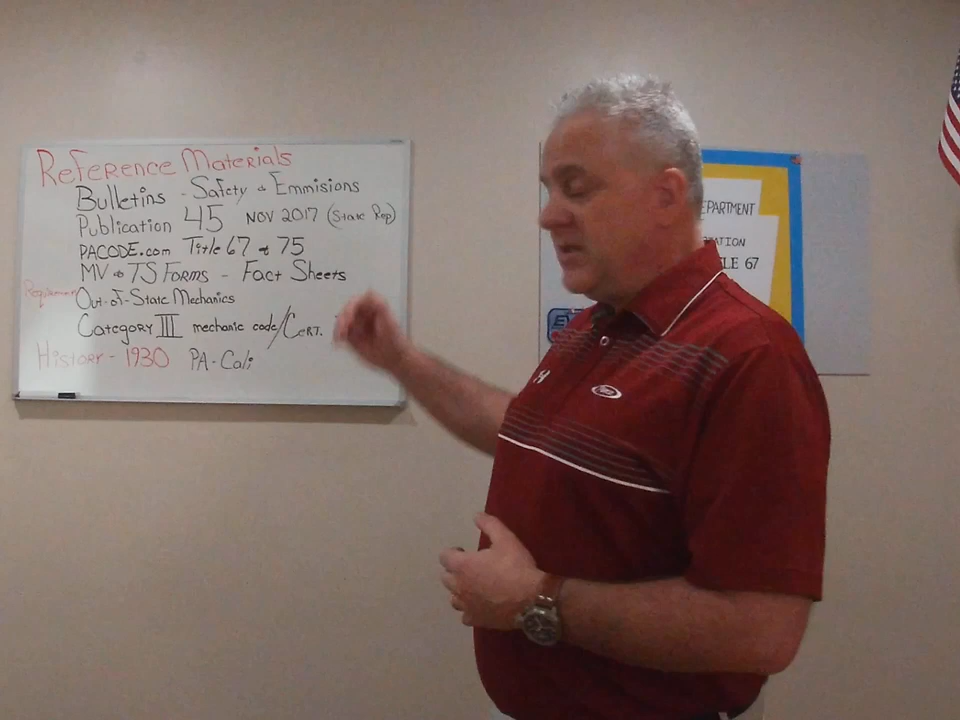 Reference Materials
Bulletins - Safety & Emmisions
Publication 45 NOV 2017 (State Rep)
PACODE.com Title 67 & 75
MV & TS Forms - Fact Sheets
Out-of-State Mechanics
Category III mechanic code/Cert.
History - 1930 PA-Cali
EPARTMENT
ATION
LE 67